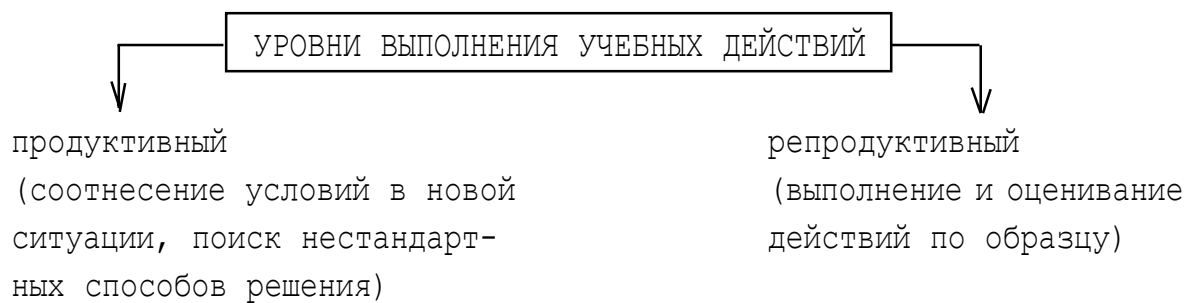 УРОВНИ ВЫПОЛНЕНИЯ УЧЕБНЫХ ДЕЙСТВИЙ
продуктивный
(соотнесение условий в новой
ситуации, поиск нестандарт-
ных способов решения)
репродуктивный
(выполнение и оценивание
действий по образцу)